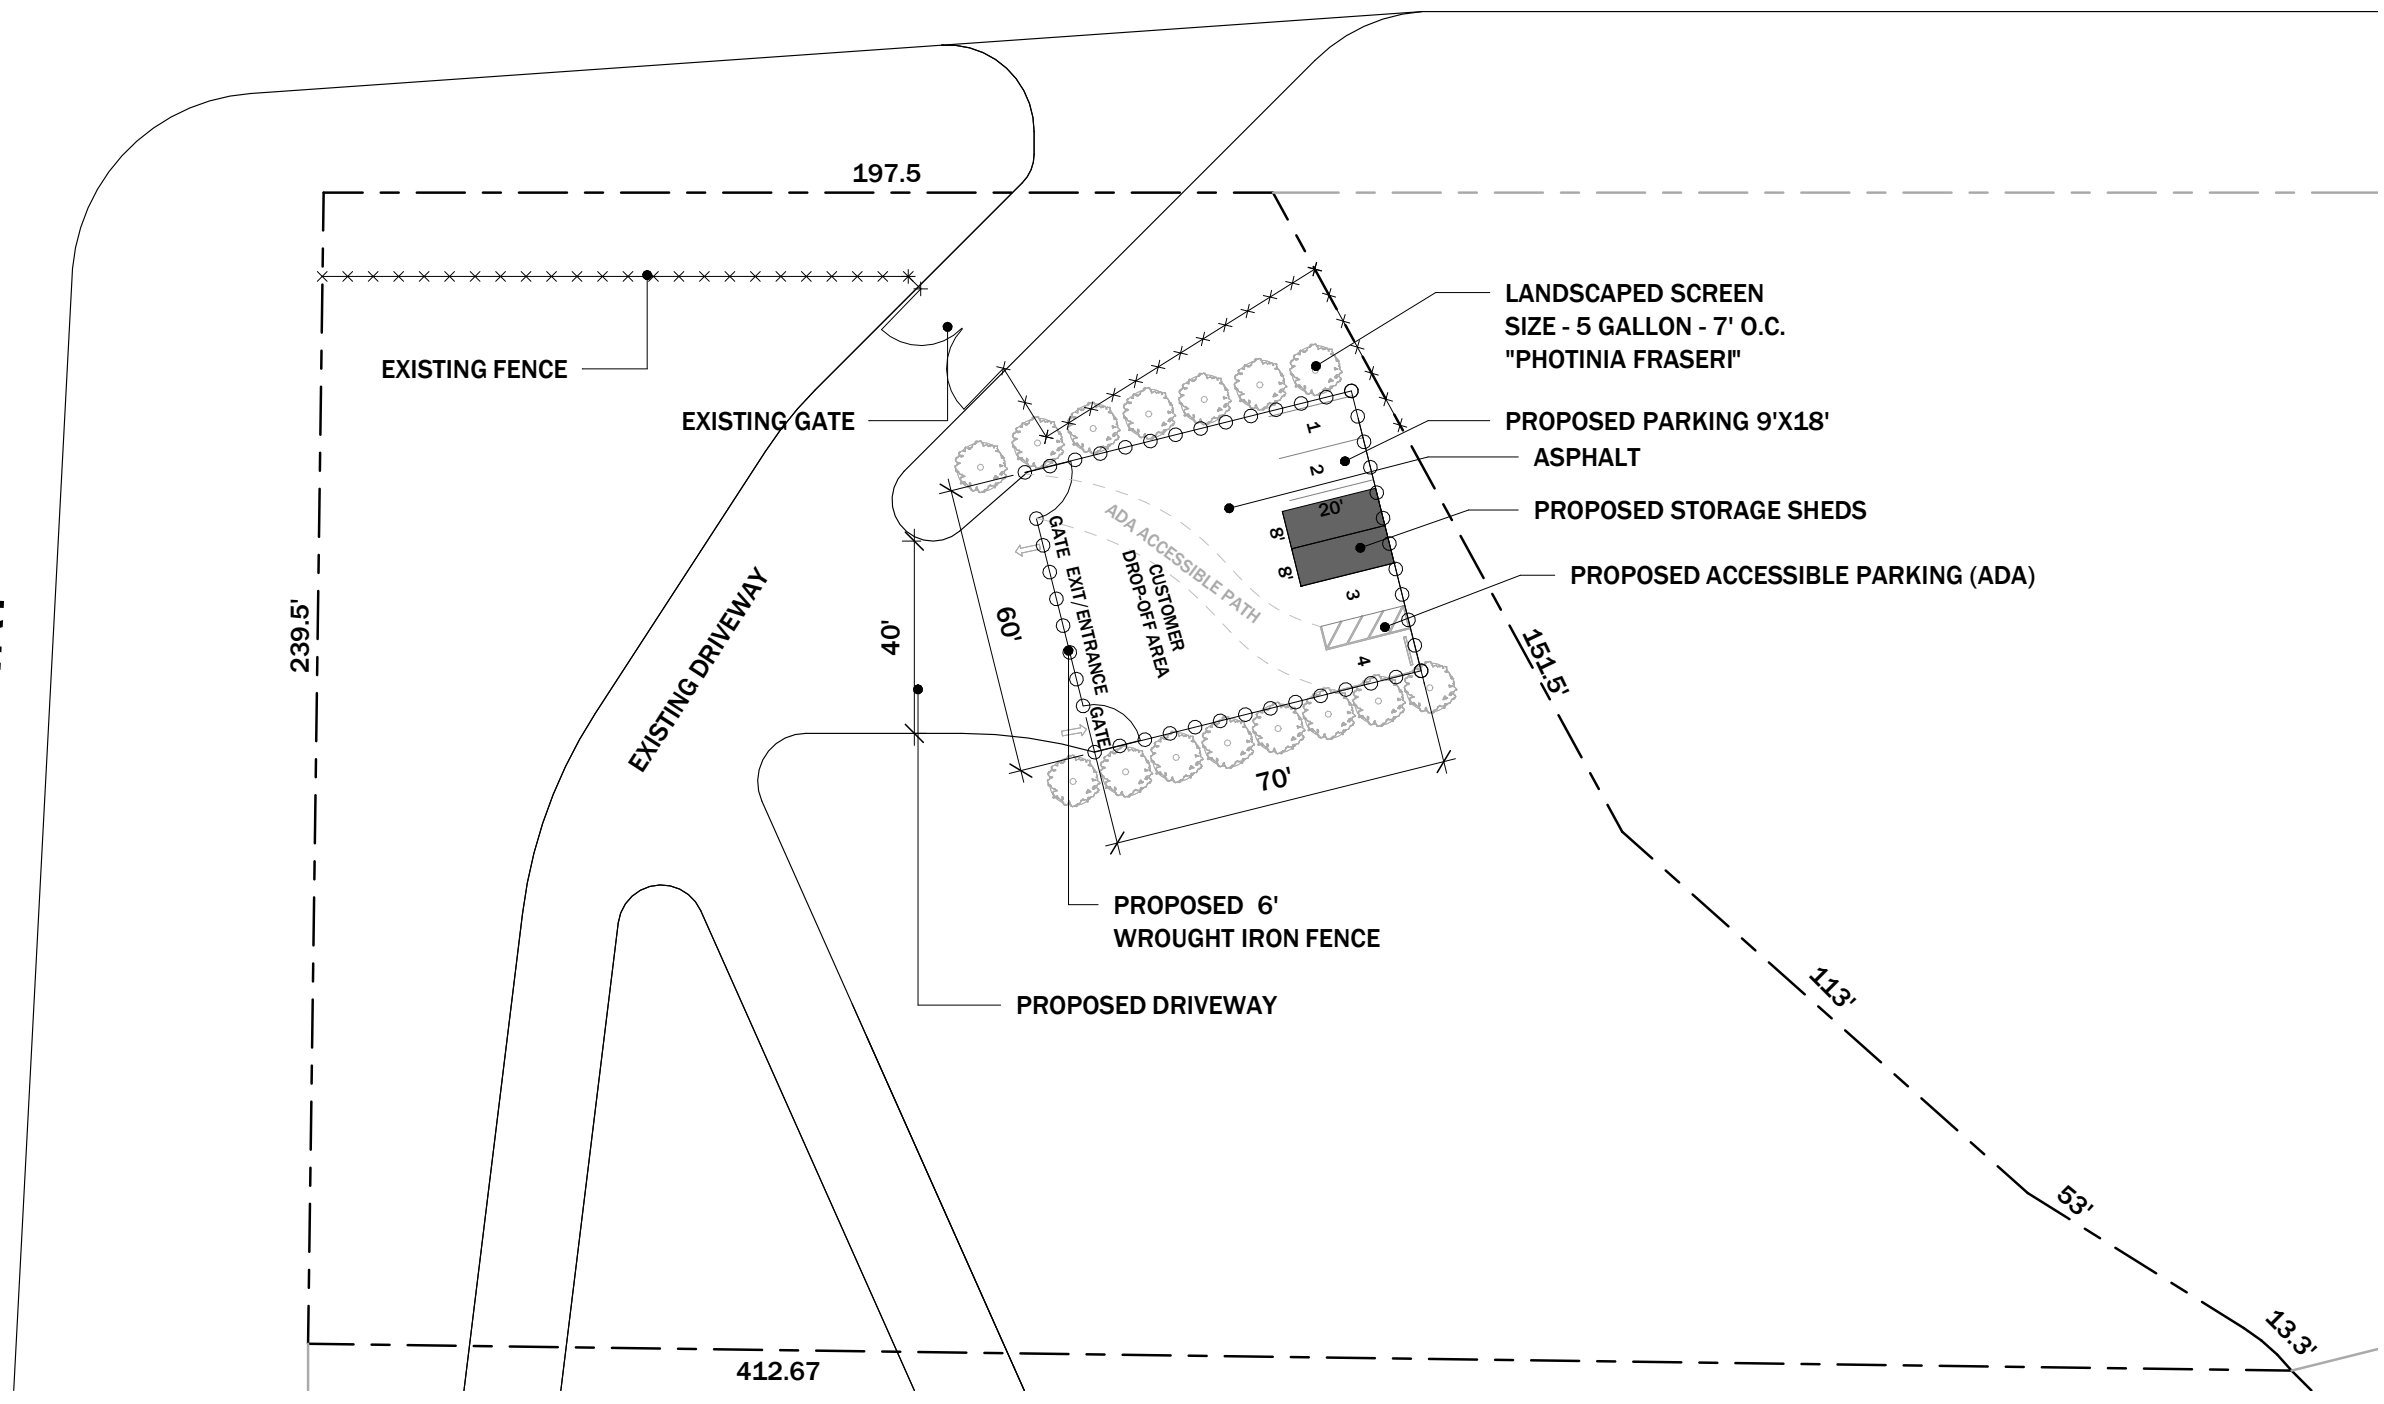 197.5
LANDSCAPED SCREEN
SIZE - 5 GALLON - 7' O.C.
"PHOTINIA FRASERI"
EXISTING FENCE
EXISTING GATE
PROPOSED PARKING 9'X18'
ASPHALT
PROPOSED STORAGE SHEDS
PROPOSED ACCESSIBLE PARKING (ADA)
1
2
20'
8'
8'
3
4
ADA ACCESSIBLE PATH
CUSTOMER
DROP-OFF AREA
GATE
EXIT/ENTRANCE
GATE
60'
40'
70'
239.5'
EXISTING DRIVEWAY
151.5'
PROPOSED 6'
WROUGHT IRON FENCE
PROPOSED DRIVEWAY
113'
53'
13.3'
412.67